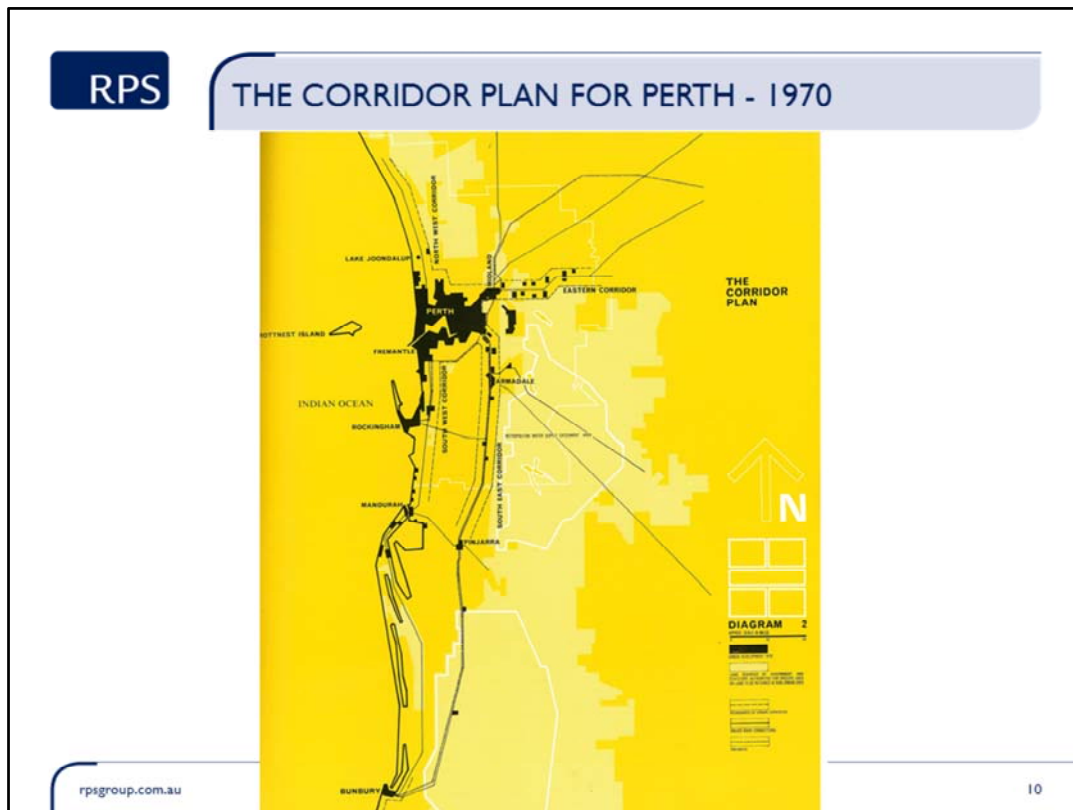 RPS
THE CORRIDOR PLAN FOR PERTH - 1970
NORTH WEST CORRIDOR
LAKE JOONDALUP
MIDLAND
EASTERN CORRIDOR
THE
CORRIDOR
PLAN
PERTH
ROTTNEST ISLAND
FREMANTLE
ARMADALE
INDIAN OCEAN
SOUTH WEST CORRIDOR
ROCKINGHAM
SOUTH EAST CORRIDOR
MANDURAH
PINJARRA
N
DIAGRAM 2
BUNBURY
rpsgroup.com.au
10